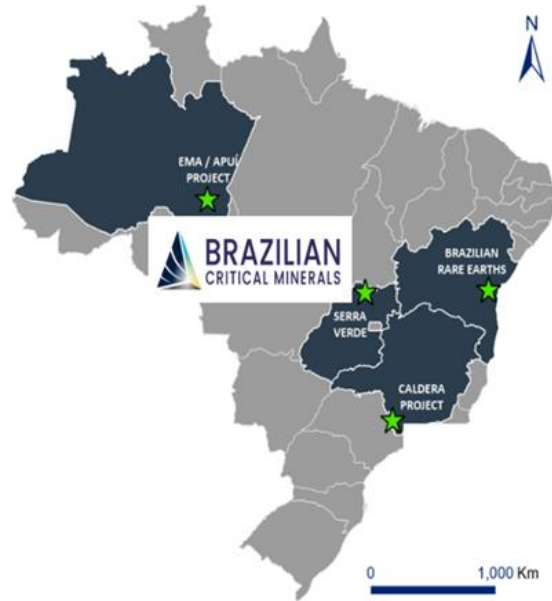 N
EMA / APUÍ
PROJECT
BRAZILIAN
CRITICAL MINERALS
BRAZILIAN
RARE EARTHS
SERRA
VERDE
CALDERA
PROJECT
0 1,000 Km